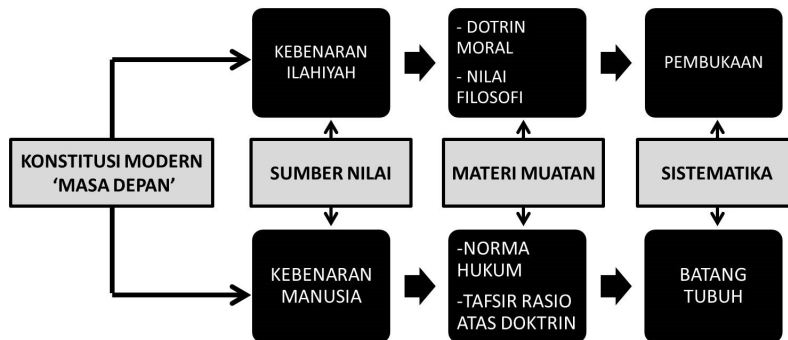 KEBENARAN
ILAHIYAH
- DOTRIN
MORAL
- NILAI
FILOSOFI
PEMBUKAAN
KONSTITUSI MODERN
‘MASA DEPAN’
SUMBER NILAI
MATERI MUATAN
SISTEMATIKA
KEBENARAN
MANUSIA
-NORMA
HUKUM
-TAFSIR RASIO
ATAS DOKTRIN
BATANG
TUBUH